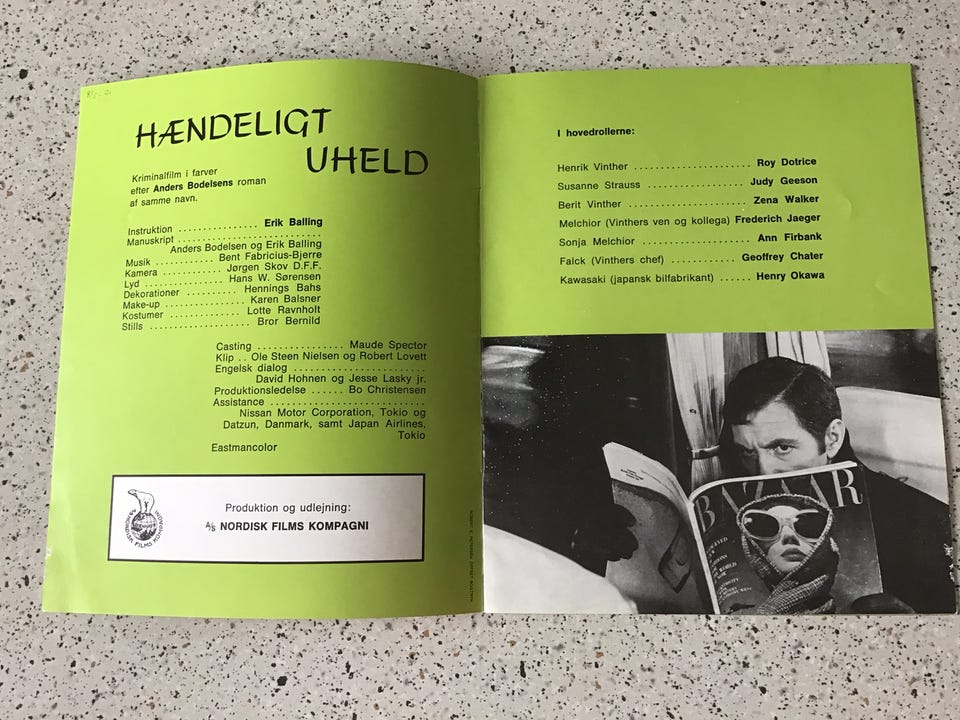 HÆNDELIGT
UHELD
Kriminalfilm i farver
efter Anders Bodelsens roman
af samme navn.
Instruktion ................ Erik Balling
Manuskript ..............................
Anders Bodelsen og Erik Balling
Musik .............. Bent Fabricius-Bjerre
Kamera ............ Jørgen Skov D.F.F.
Lyd .................. Hans W. Sørensen
Dekorationer ........... Hennings Bahs
Make-up ................ Karen Balsner
Kostumer ............... Lotte Ravnholt
Stills .................... Bror Bernild
Casting .................. Maude Spector
Klip .. Ole Steen Nielsen og Robert Lovett
Engelsk dialog ........................
David Hohnen og Jesse Lasky jr.
Produktionsledelse ...... Bo Christensen
Assistance ............................
Nissan Motor Corporation, Tokio og
Datzun, Danmark, samt Japan Airlines,
Tokio
Eastmancolor
Produktion og udlejning:
A/S NORDISK FILMS KOMPAGNI
NORDISK FILMS KOMPAGNI
I hovedrollerne:
Henrik Vinther ...................... Roy Dotrice
Susanne Strauss .................. Judy Geeson
Berit Vinther ...................... Zena Walker
Melchior (Vinthers ven og kollega) Frederich Jaeger
Sonja Melchior .................... Ann Firbank
Falck (Vinthers chef) ........... Geoffrey Chater
Kawasaki (japansk bilfabrikant) ...... Henry Okawa
BAZAAR